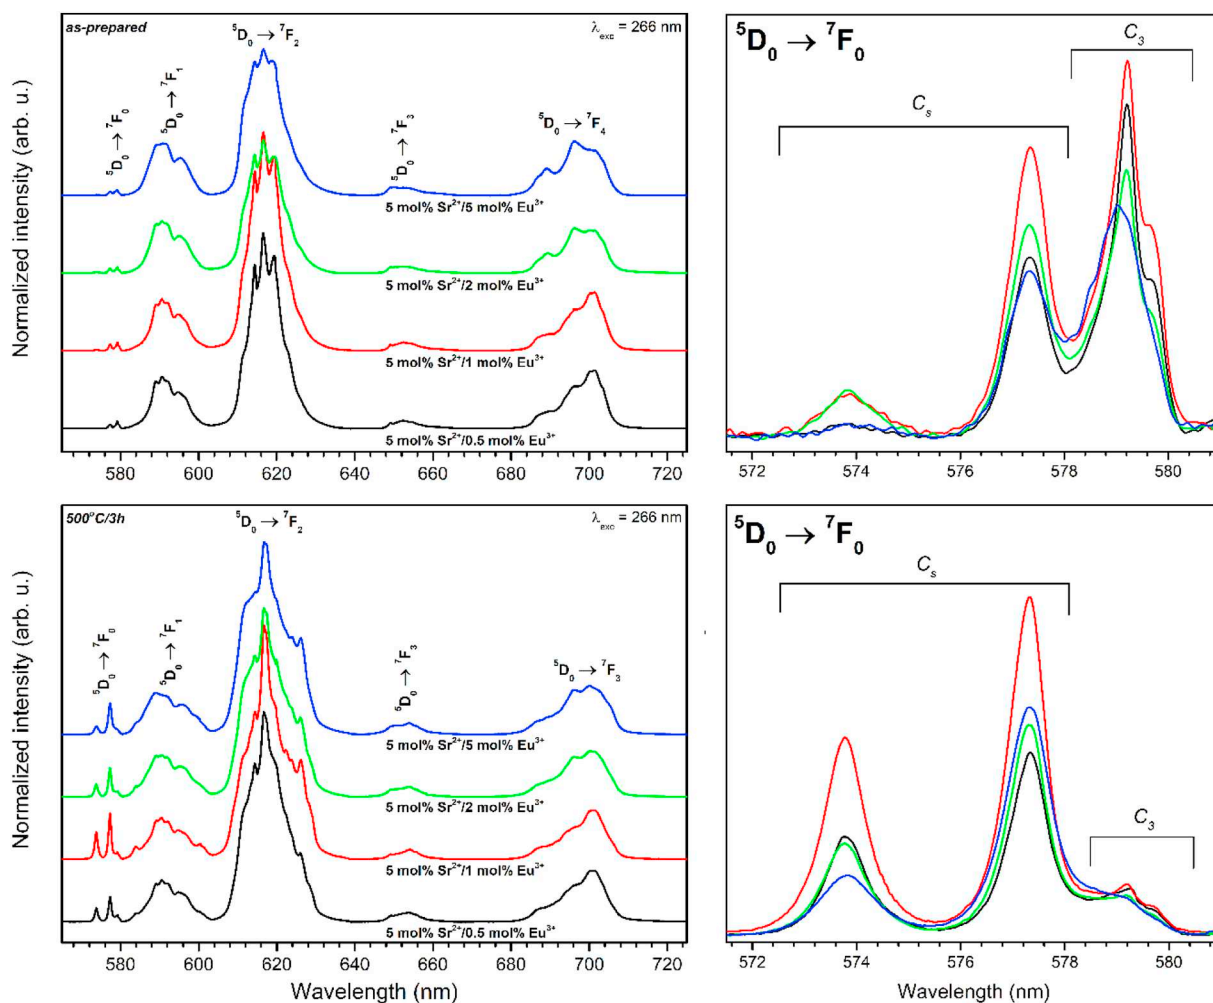 as-prepared
λexc = 266 nm
⁵D₀ → ⁷F₀
⁵D₀ → ⁷F₁
⁵D₀ → ⁷F₂
⁵D₀ → ⁷F₃
⁵D₀ → ⁷F₄
5 mol% Sr²⁺/5 mol% Eu³⁺
5 mol% Sr²⁺/2 mol% Eu³⁺
5 mol% Sr²⁺/1 mol% Eu³⁺
5 mol% Sr²⁺/0.5 mol% Eu³⁺
Normalized intensity (arb. u.)
580 600 620 640 660 680 700 720
⁵D₀ → ⁷F₀
Cs
C₃
572 574 576 578 580
500°C/3h
λexc = 266 nm
⁵D₀ → ⁷F₀
⁵D₀ → ⁷F₁
⁵D₀ → ⁷F₂
⁵D₀ → ⁷F₃
⁵D₀ → ⁷F₃
5 mol% Sr²⁺/5 mol% Eu³⁺
5 mol% Sr²⁺/2 mol% Eu³⁺
5 mol% Sr²⁺/1 mol% Eu³⁺
5 mol% Sr²⁺/0.5 mol% Eu³⁺
Normalized intensity (arb. u.)
580 600 620 640 660 680 700 720
Wavelength (nm)
⁵D₀ → ⁷F₀
Cs
C₃
572 574 576 578 580
Wavelength (nm)